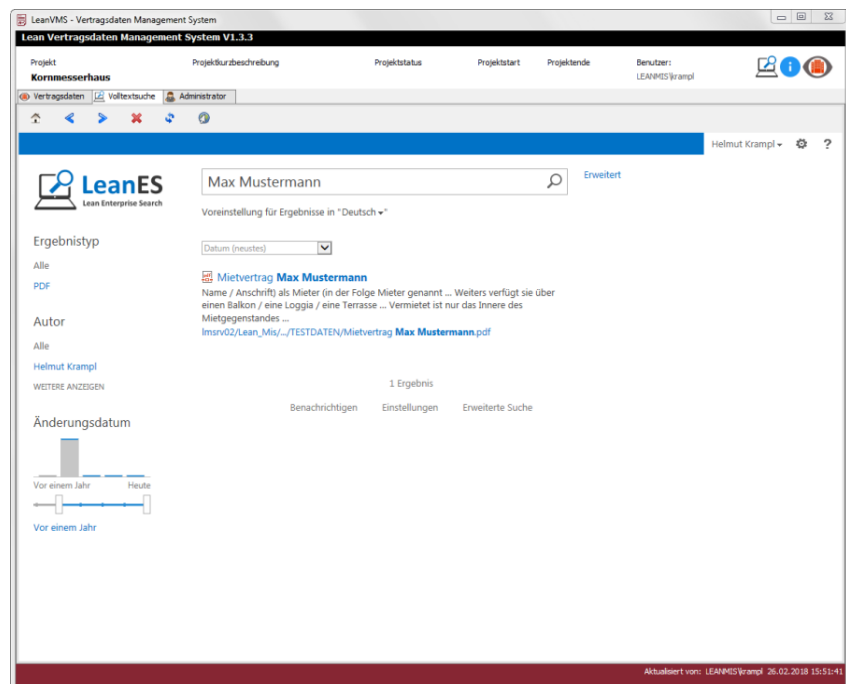 LeanVMS - Vertragsdaten Management System
Lean Vertragsdaten Management System V1.3.3
Projekt Projektkurzbeschreibung Projektstatus Projektstart Projektende Benutzer:
Kornmesserhaus LEANMIS\krampl
Vertragsdaten Volltextsuche Administrator
Helmut Krampl ?
LeanES
Lean Enterprise Search
Max Mustermann Erweitert
Voreinstellung für Ergebnisse in "Deutsch"
Ergebnistyp
Alle
PDF
Autor
Alle
Helmut Krampl
WEITERE ANZEIGEN
Änderungsdatum
Vor einem Jahr Heute
Vor einem Jahr
Datum (neustes)
Mietvertrag Max Mustermann
Name / Anschrift) als Mieter (in der Folge Mieter genannt ... Weiters verfügt sie über
einen Balkon / eine Loggia / eine Terrasse ... Vermietet ist nur das Innere des
Mietgegenstandes ...
lmsrv02/Lean_Mis/.../TESTDATEN/Mietvertrag Max Mustermann.pdf
1 Ergebnis
Benachrichtigen Einstellungen Erweiterte Suche
Aktualisiert von: LEANMIS\krampl 26.02.2018 15:51:41